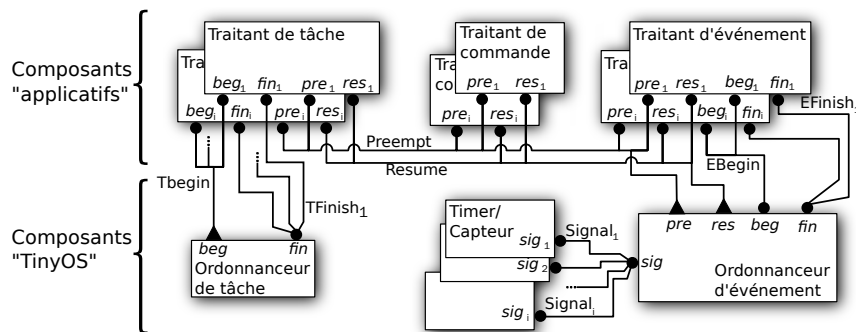 Composants
"applicatifs"
Composants
"TinyOS"
Traitant de tâche
Tra
beg1 fin1 pre1 res1
begi fini prei resi
Traitant de
commande
Tra
co
pre1 res1
prei resi
Traitant d'événement
Tra
pre1 res1 beg1 fin1
prei resi begi fini
EFinish1
Preempt
Resume
EBegin
Tbegin
TFinish1
beg fin
Ordonnanceur
de tâche
Timer/
Capteur
sig1
sig2
sigi
Signal1
Signali
sig
pre res beg fin
Ordonnanceur
d'événement